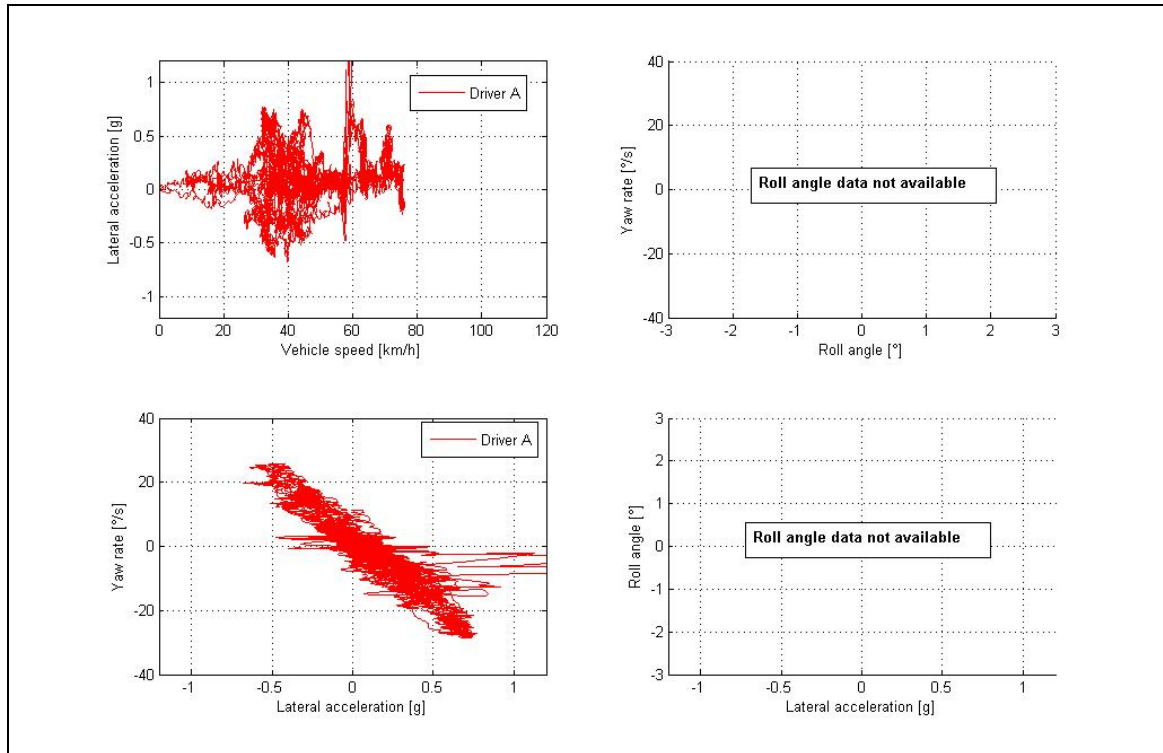 1
0.5
0
-0.5
-1
Lateral acceleration [g]
Driver A
0 20 40 60 80 100 120
Vehicle speed [km/h]
40
20
0
-20
-40
Yaw rate [°/s]
Roll angle data not available
-3 -2 -1 0 1 2 3
Roll angle [°]
40
20
0
-20
-40
Yaw rate [°/s]
Driver A
-1 -0.5 0 0.5 1
Lateral acceleration [g]
3
2
1
0
-1
-2
-3
Roll angle [°]
Roll angle data not available
-1 -0.5 0 0.5 1
Lateral acceleration [g]